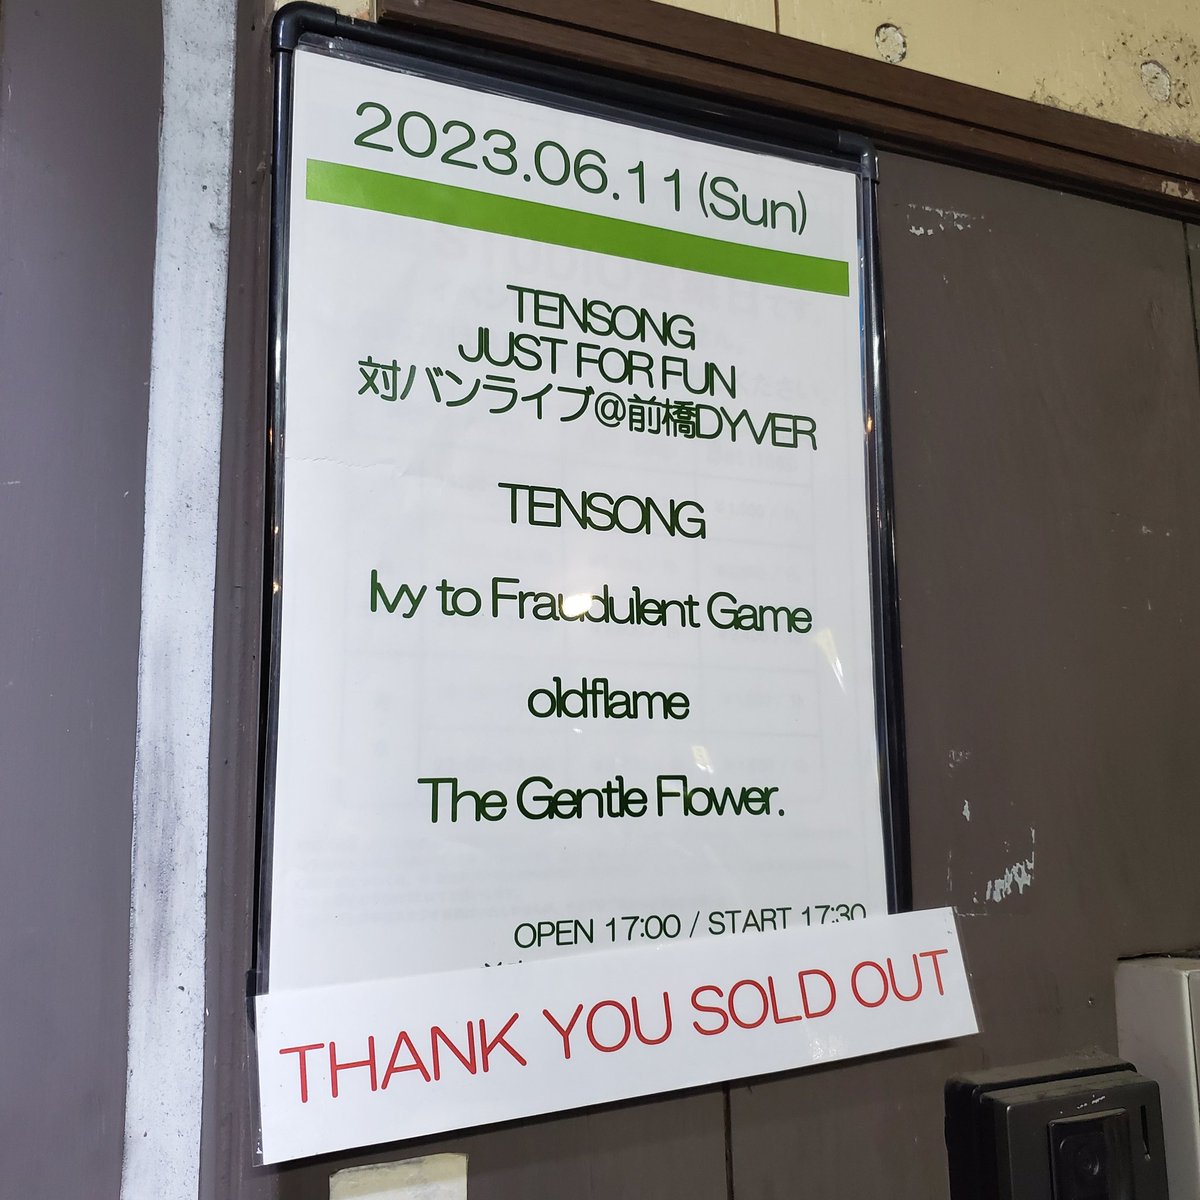 2023.06.11(Sun)
TENSONG
JUST FOR FUN
対バンライブ@前橋DYVER
TENSONG
Ivy to Fraudulent Game
oldflame
The Gentle Flower.
OPEN 17:00 / START 17:30
THANK YOU SOLD OUT